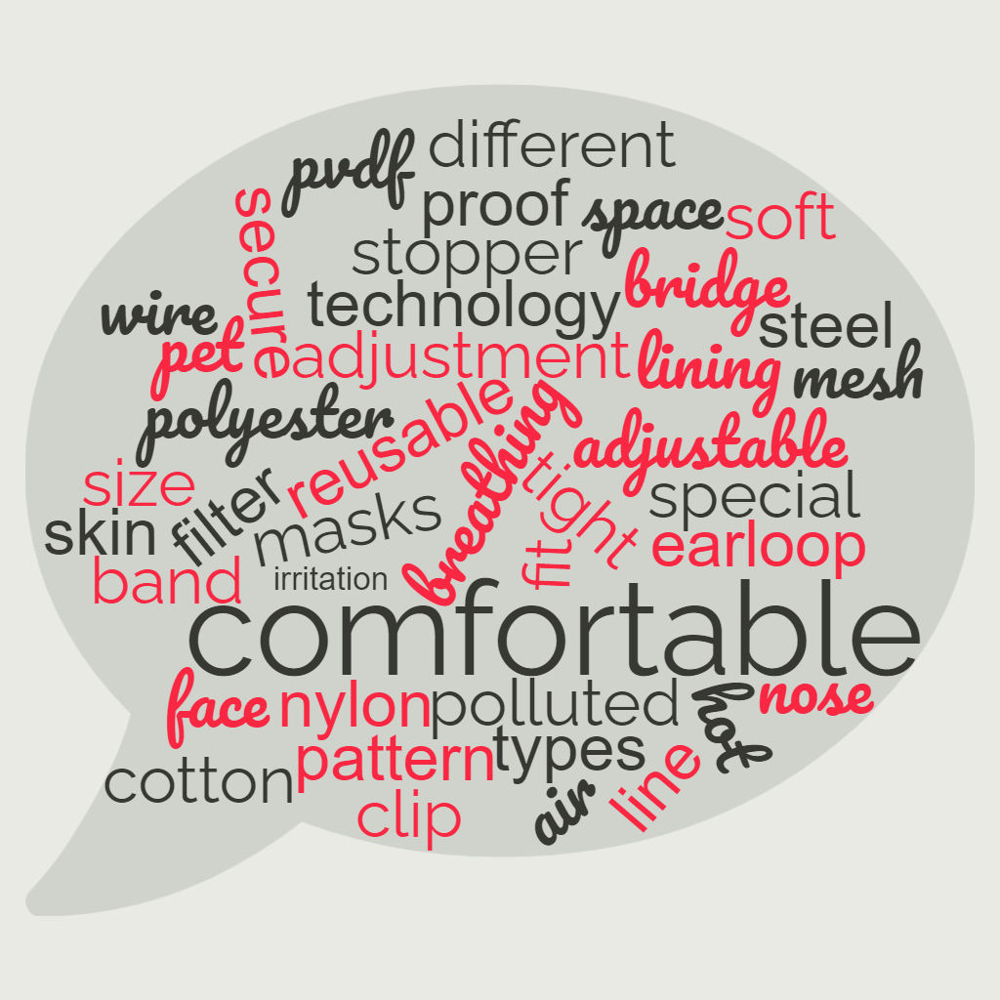 pvdf
different
proof
space
soft
secure
stopper
bridge
wire
technology
steel
pet
adjustment
lining
mesh
polyester
reusable
breathing
adjustable
size
filter
masks
tight
special
skin
earloop
band
irritation
fit
comfortable
face
nylon
polluted
hot
nose
pattern
types
cotton
line
clip
air